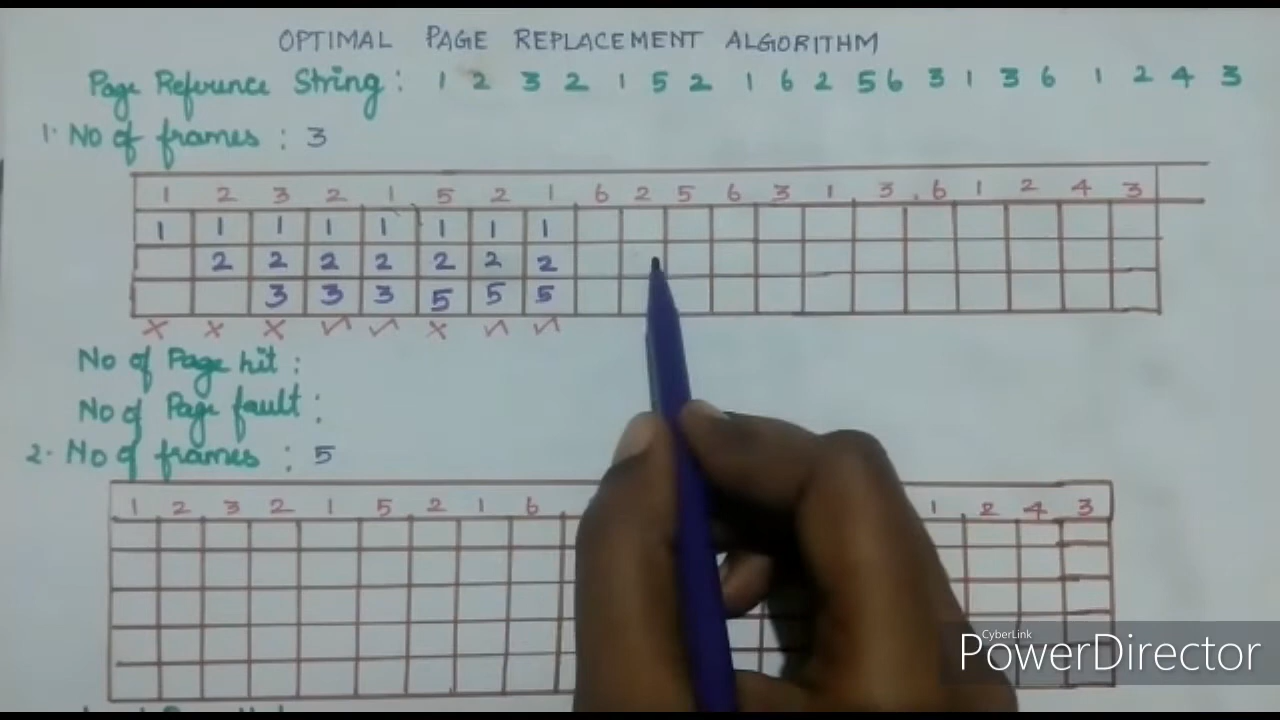 OPTIMAL PAGE REPLACEMENT ALGORITHM
Page Reference String : 1 2 3 2 1 5 2 1 6 2 5 6 3 1 3 6 1 2 4 3
1. No of frames : 3
1 2 3 2 1 5 2 1 6 2 5 6 3 1 3 6 1 2 4 3
1 1 1 1 1 1 1 1
2 2 2 2 2 2 2
3 3 3 5 5 5
× × × ✓ ✓ × ✓ ✓
No of Page hit :
No of Page fault :
2. No of frames : 5
1 2 3 2 1 5 2 1 6 1 2 4 3
CyberLink
PowerDirector